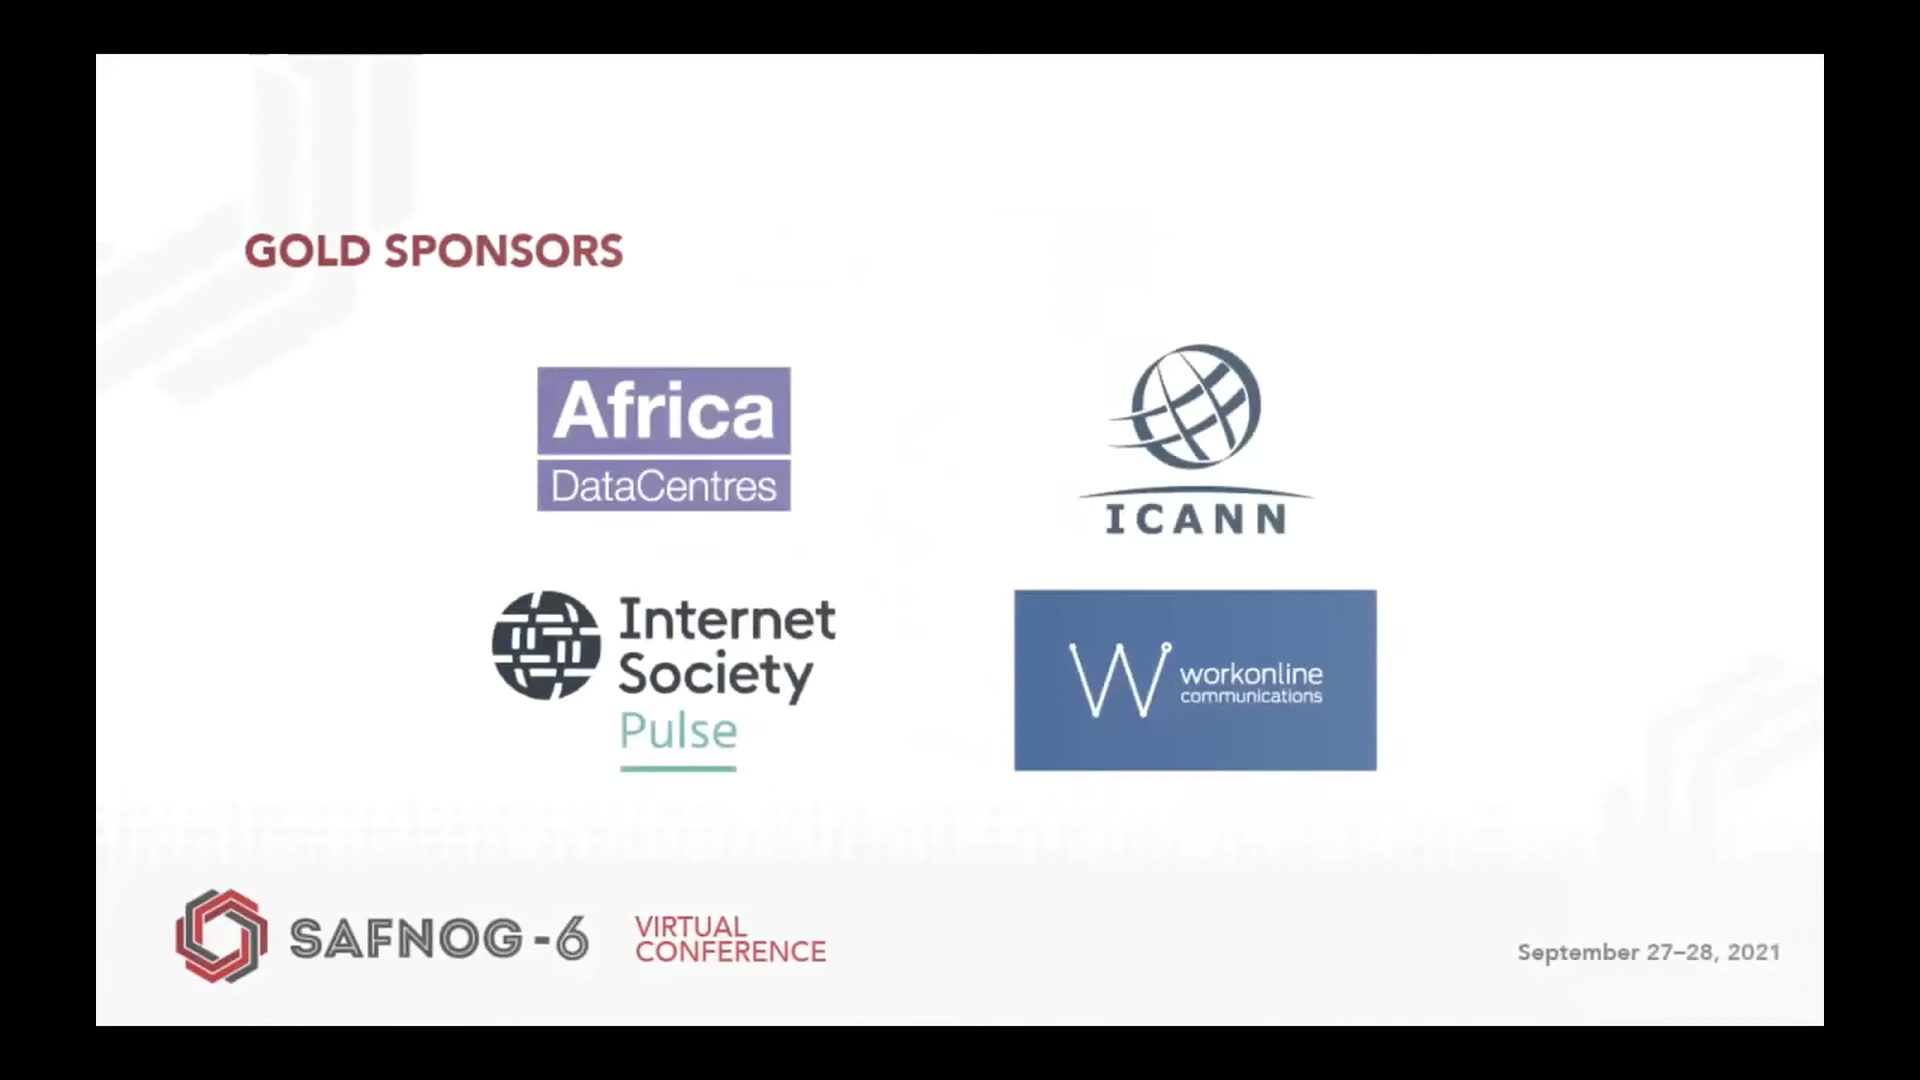 GOLD SPONSORS
Africa
DataCentres
ICANN
Internet
Society
Pulse
workonline
communications
SAFNOG-6
VIRTUAL
CONFERENCE
September 27–28, 2021